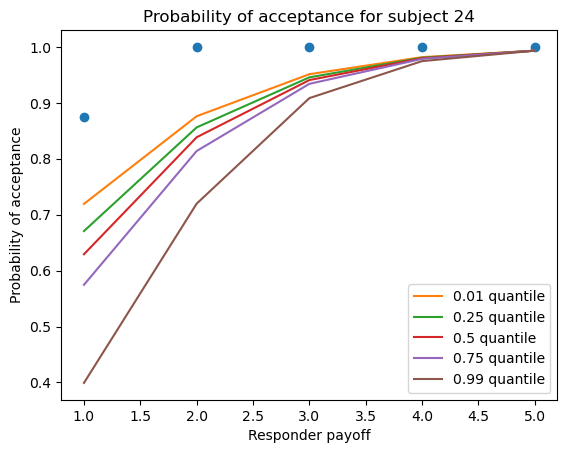 Probability of acceptance for subject 24
Probability of acceptance
1.0
0.9
0.8
0.7
0.6
0.5
0.4
0.01 quantile
0.25 quantile
0.5 quantile
0.75 quantile
0.99 quantile
1.0 1.5 2.0 2.5 3.0 3.5 4.0 4.5 5.0
Responder payoff